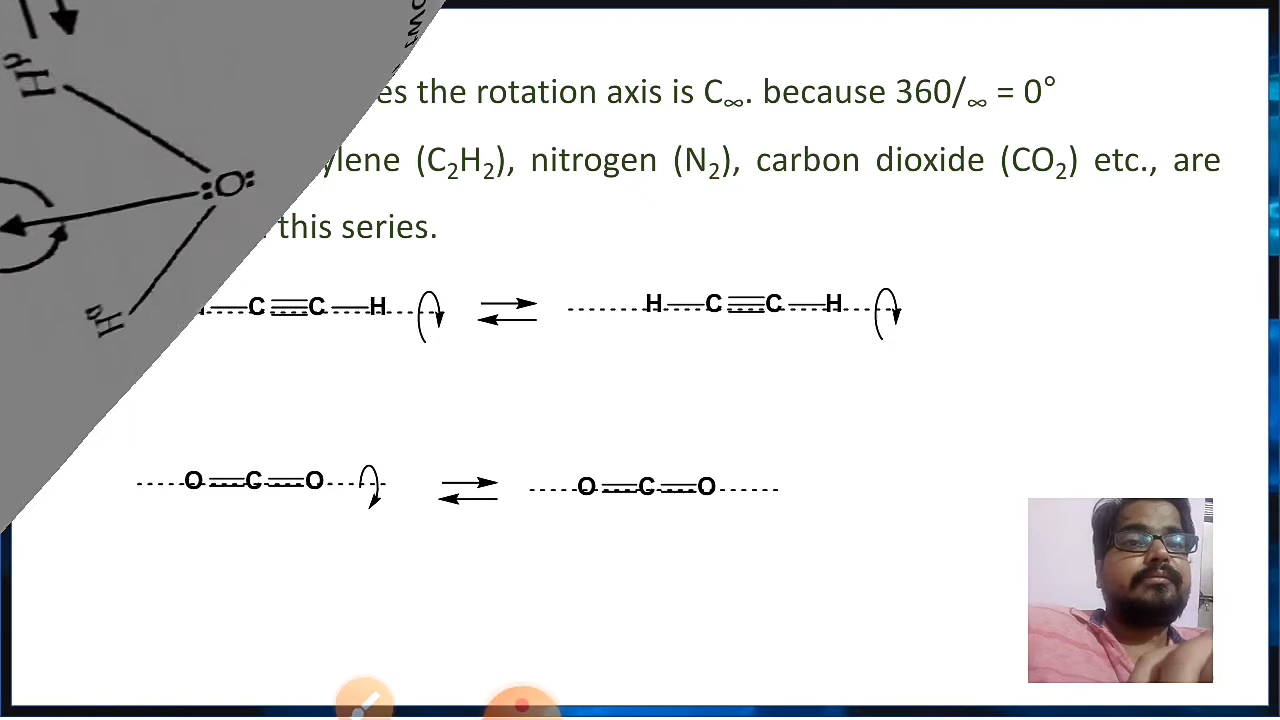 es the rotation axis is C∞. because 360/∞ = 0°
ylene (C₂H₂), nitrogen (N₂), carbon dioxide (CO₂) etc., are
this series.
H
:O:
H
C≡C—H
H—C≡C—H
O=C=O
O=C=O